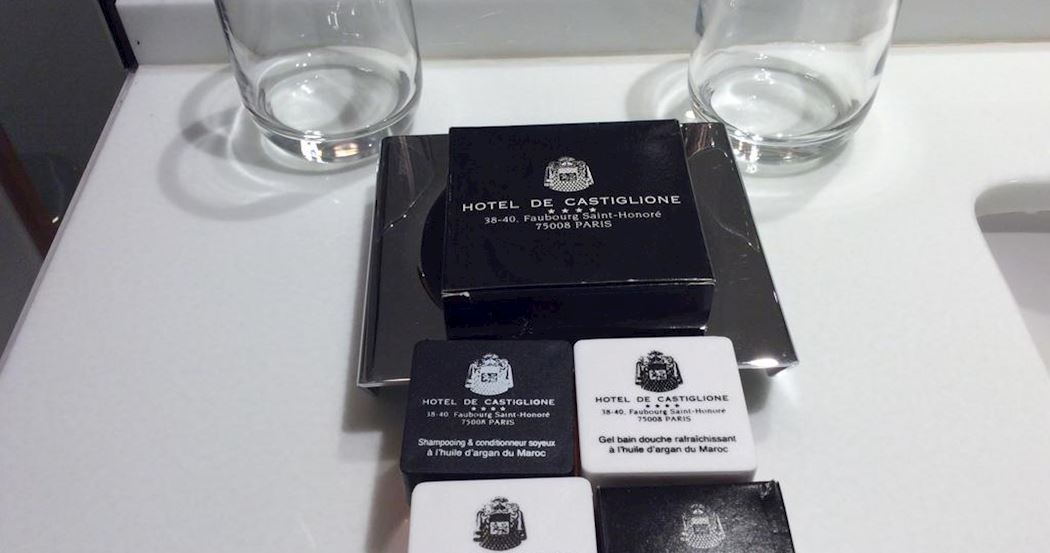 HOTEL DE CASTIGLIONE
★★★★
38-40, Faubourg Saint-Honoré
75008 PARIS
HOTEL DE CASTIGLIONE
★★★★
38-40, Faubourg Saint-Honoré
75008 PARIS
Shampooing & conditionneur soyeux
à l'huile d'argan du Maroc
HOTEL DE CASTIGLIONE
★★★★
38-40, Faubourg Saint-Honoré
75008 PARIS
Gel bain douche rafraîchissant
à l'huile d'argan du Maroc